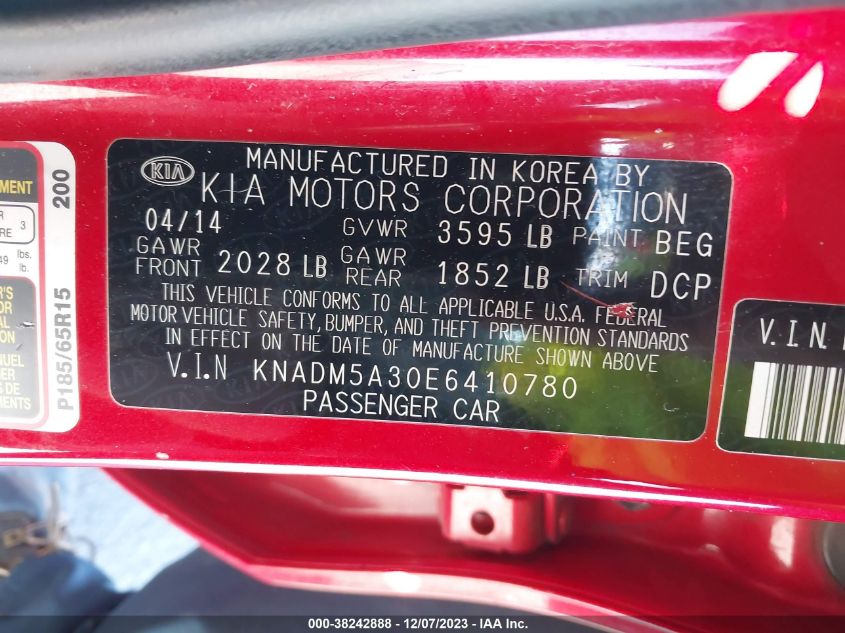 KIA
MANUFACTURED IN KOREA BY
KIA MOTORS CORPORATION
04/14 GVWR 3595 LB PAINT BEG
GAWR FRONT 2028 LB GAWR REAR 1852 LB TRIM DCP
THIS VEHICLE CONFORMS TO ALL APPLICABLE U.S.A. FEDERAL
MOTOR VEHICLE SAFETY, BUMPER, AND THEFT PREVENTION STANDARDS
IN EFFECT ON THE DATE OF MANUFACTURE SHOWN ABOVE
V.I.N KNADM5A30E6410780
PASSENGER CAR
200
P185/65R15
3
lbs.
lb.
V.I.N
000-38242888 - 12/07/2023 - IAA Inc.